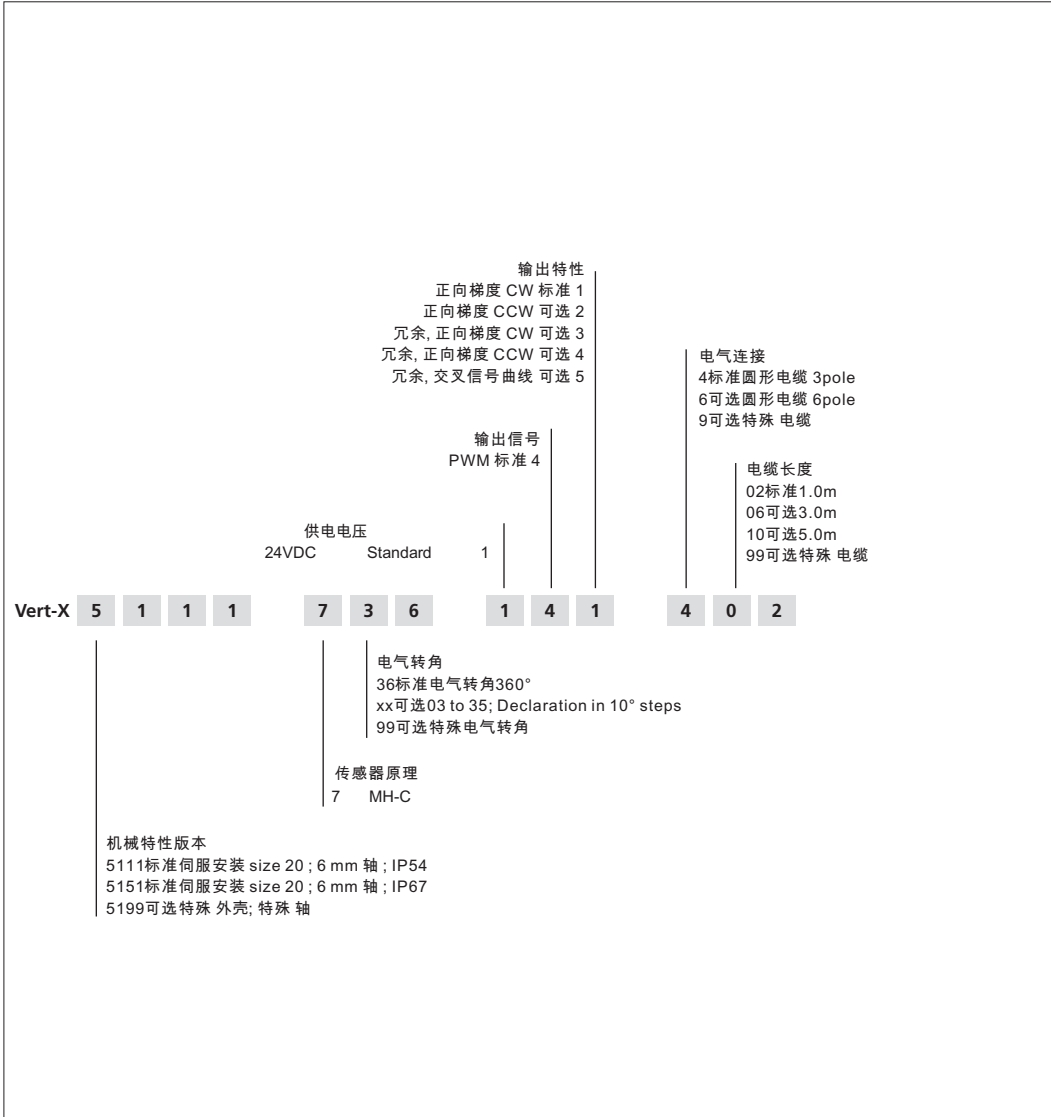 输出特性
正向梯度 CW 标准 1
正向梯度 CCW 可选 2
冗余, 正向梯度 CW 可选 3
冗余, 正向梯度 CCW 可选 4
冗余, 交叉信号曲线 可选 5
电气连接
4标准圆形电缆 3pole
6可选圆形电缆 6pole
9可选特殊 电缆
输出信号
PWM 标准 4
电缆长度
02标准1.0m
06可选3.0m
10可选5.0m
99可选特殊 电缆
供电电压
24VDC Standard 1
Vert-X 5 1 1 1 7 3 6 1 4 1 4 0 2
电气转角
36标准电气转角360°
xx可选03 to 35; Declaration in 10° steps
99可选特殊电气转角
传感器原理
7 MH-C
机械特性版本
5111标准伺服安装 size 20 ; 6 mm 轴 ; IP54
5151标准伺服安装 size 20 ; 6 mm 轴 ; IP67
5199可选特殊 外壳; 特殊 轴